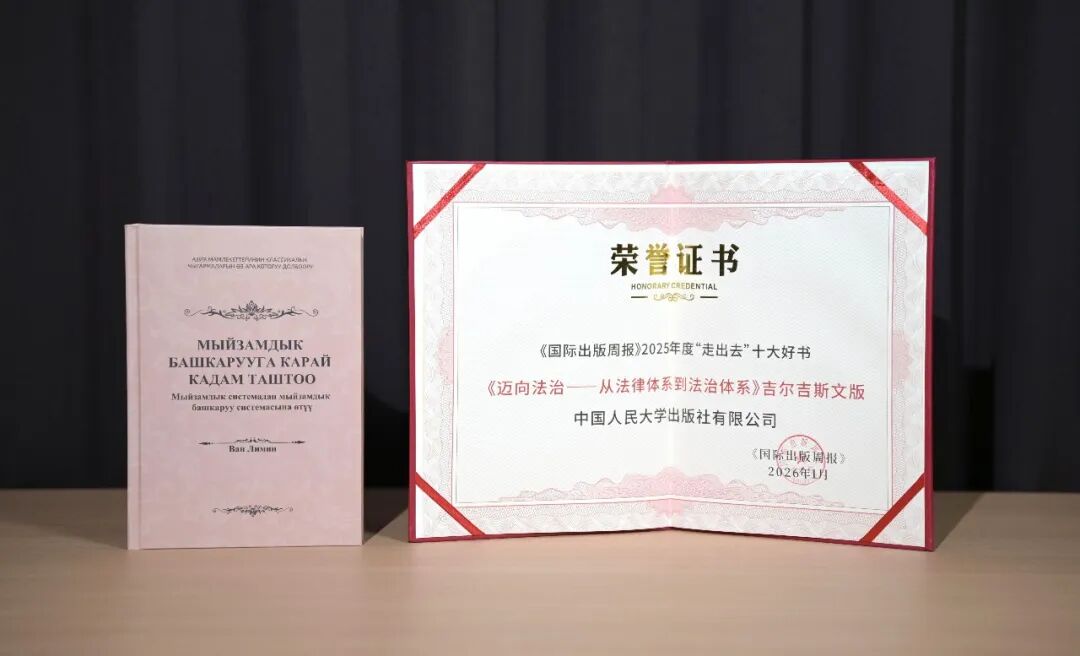 АЗИЯ МАМЛЕКЕТТЕРИНИН КЛАССИКАЛЫК
ЧЫГАРМАЛАРЫН ӨЗ АРА КОТОРУУ ДОЛБООРУ
МЫЙЗАМДЫК
БАШКАРУУГА КАРАЙ
КАДАМ ТАШТОО
Мыйзамдык системадан мыйзамдык
башкаруу системасына өтүү
Ван Лимин
荣誉证书
HONORARY CREDENTIAL
《国际出版周报》2025年度“走出去”十大好书
《迈向法治——从法律体系到法治体系》吉尔吉斯文版
中国人民大学出版社有限公司
《国际出版周报》
2026年1月